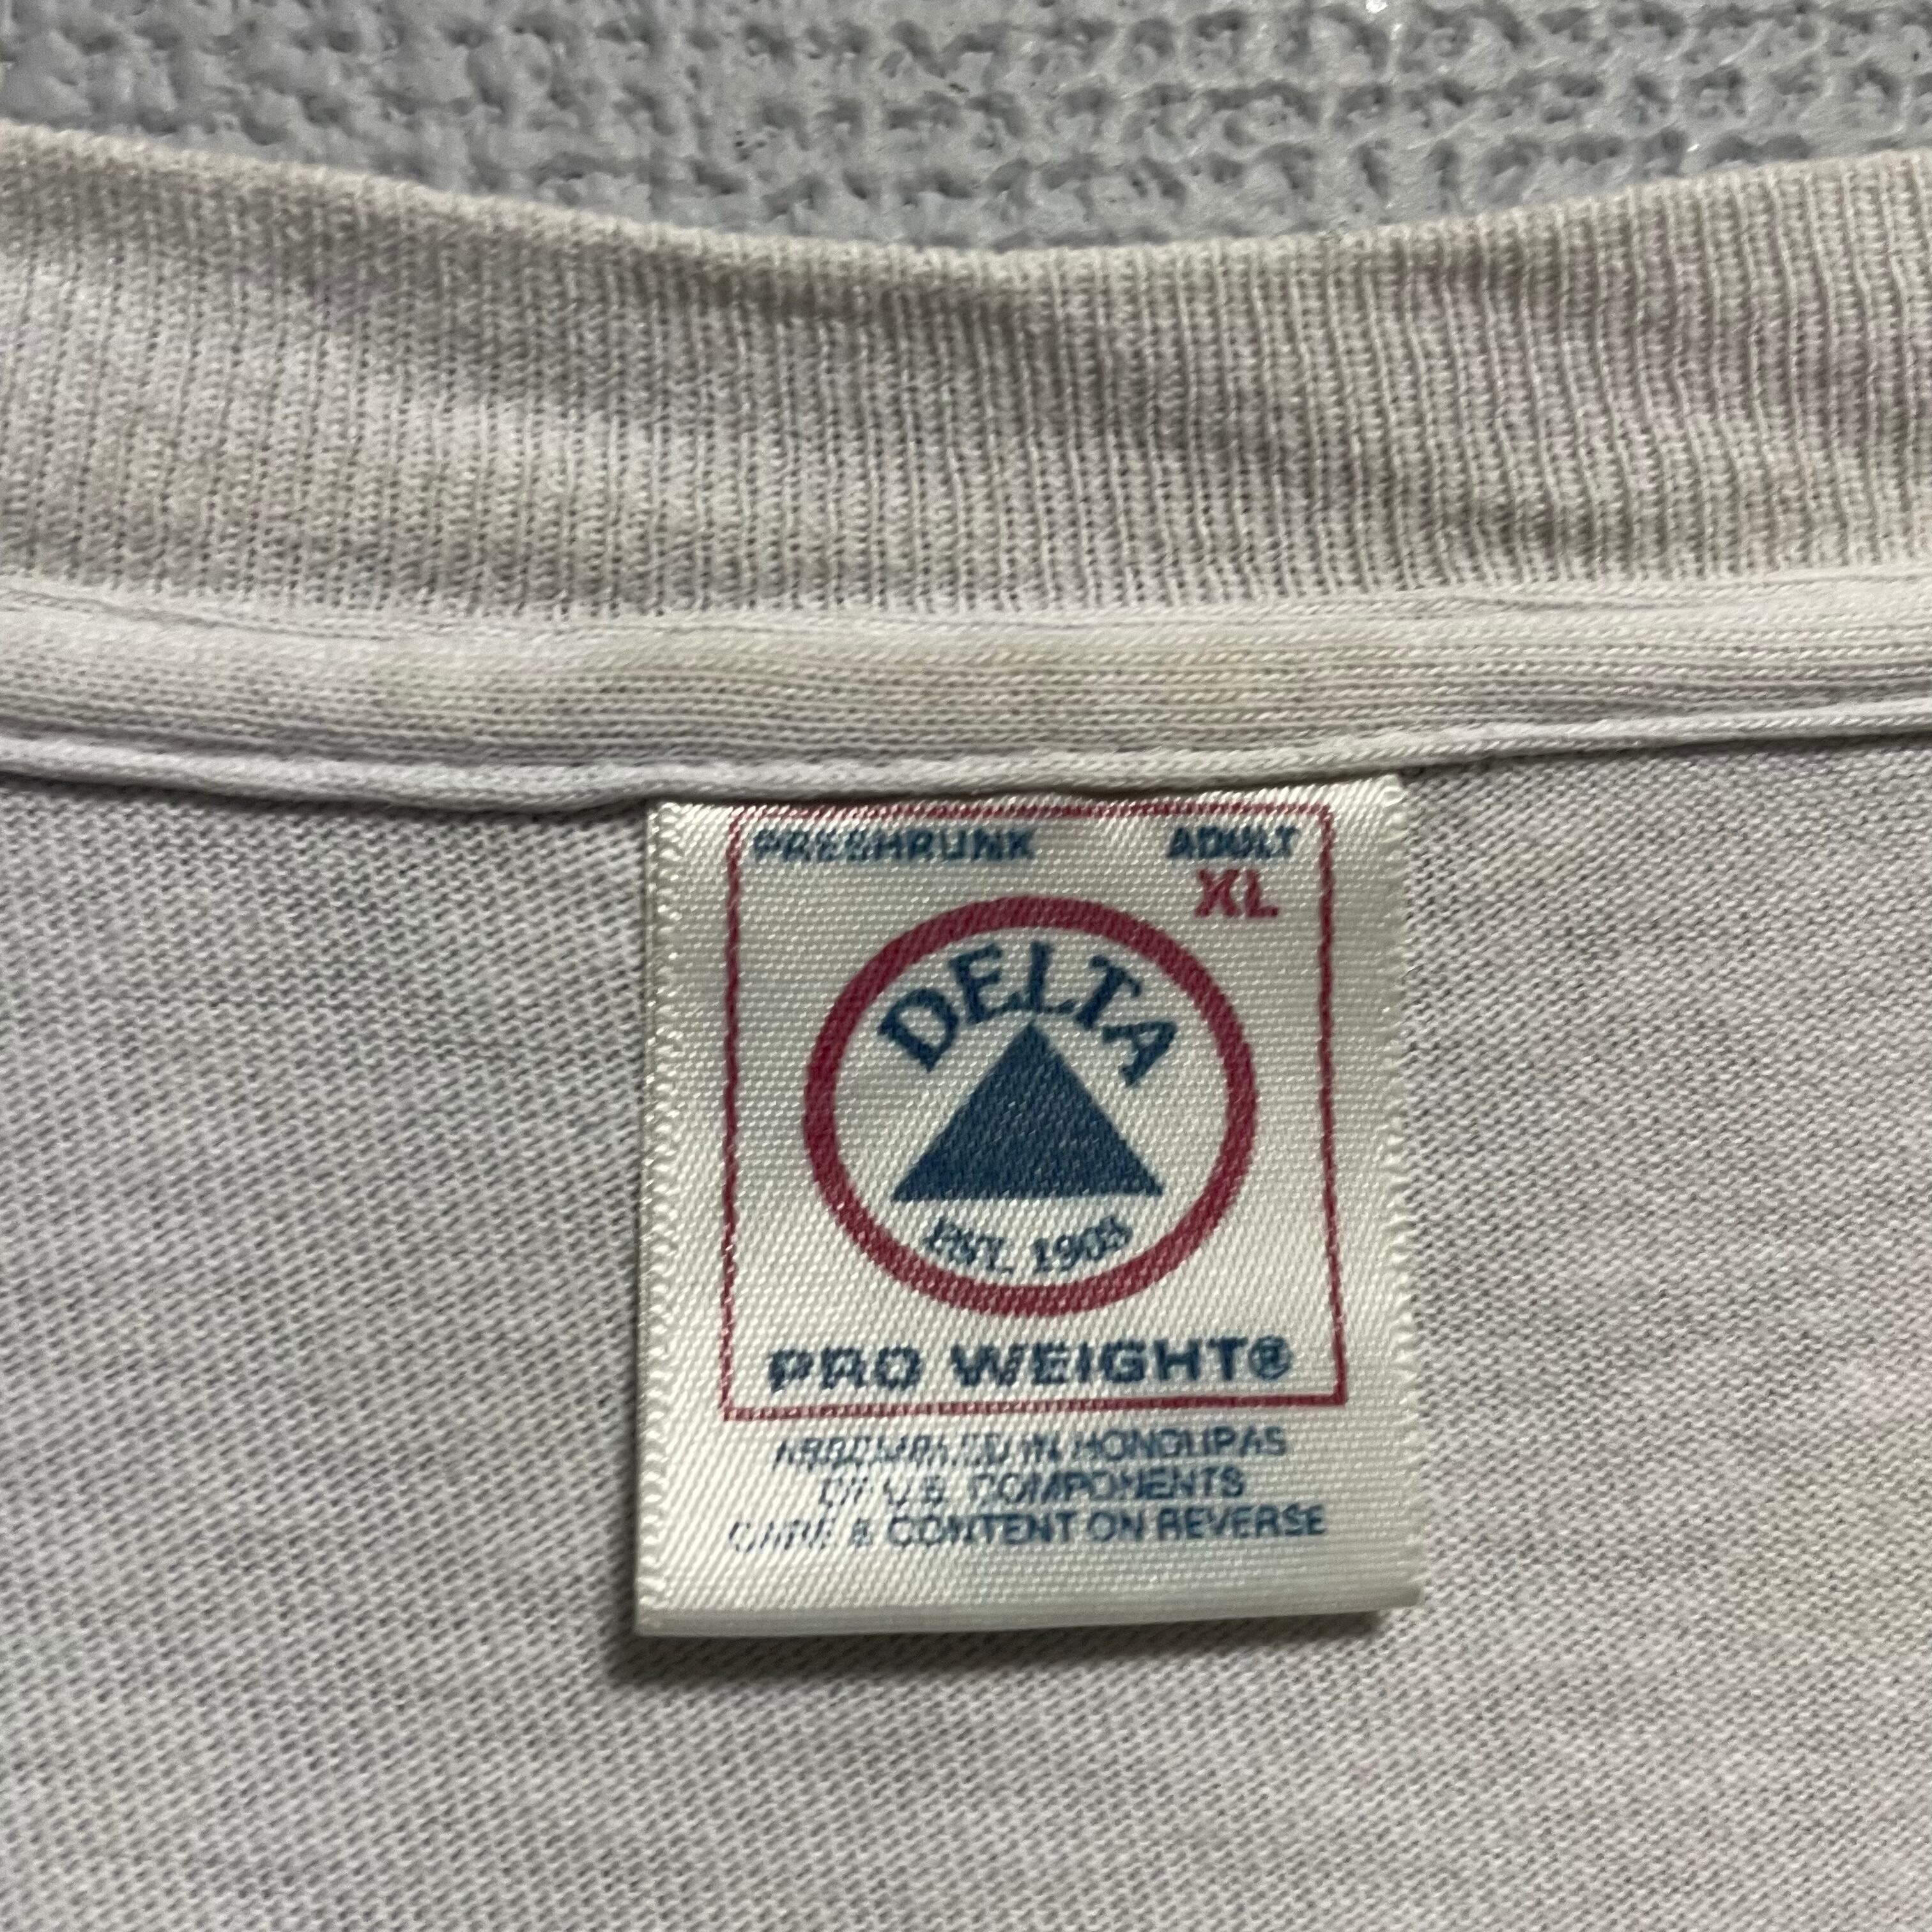 PRESHRUNK ADULT
XL
DELTA
EST. 1903
PRO WEIGHT®
ASSEMBLED IN HONDURAS
OF U.S. COMPONENTS
CARE & CONTENT ON REVERSE